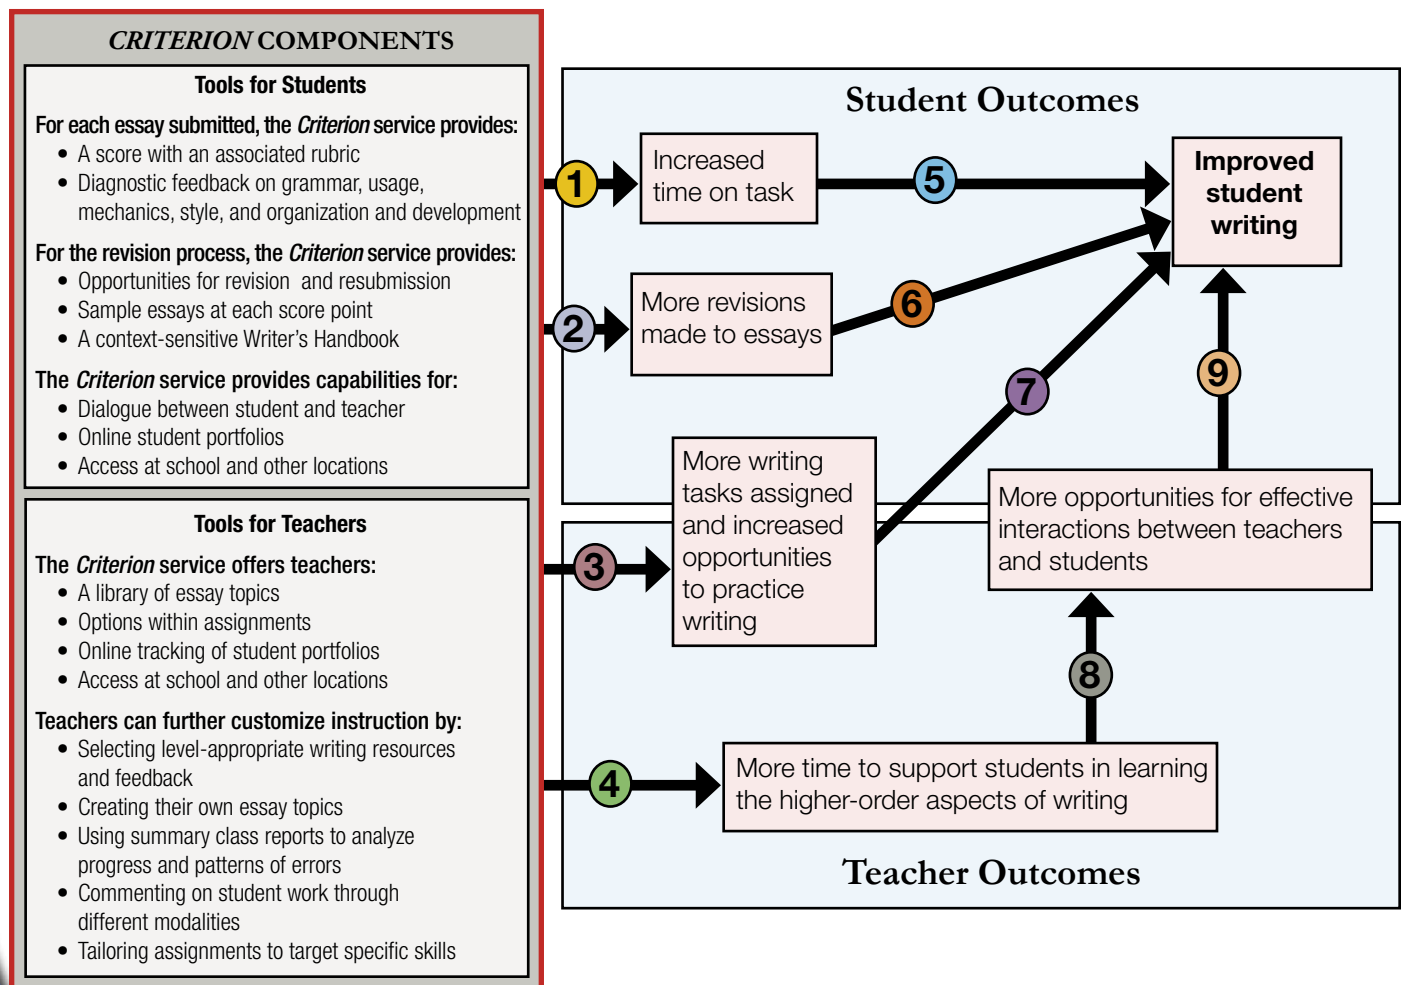 CRITERION COMPONENTS
Tools for Students
For each essay submitted, the Criterion service provides:
• A score with an associated rubric
• Diagnostic feedback on grammar, usage,
mechanics, style, and organization and development
For the revision process, the Criterion service provides:
• Opportunities for revision and resubmission
• Sample essays at each score point
• A context-sensitive Writer’s Handbook
The Criterion service provides capabilities for:
• Dialogue between student and teacher
• Online student portfolios
• Access at school and other locations
Tools for Teachers
The Criterion service offers teachers:
• A library of essay topics
• Options within assignments
• Online tracking of student portfolios
• Access at school and other locations
Teachers can further customize instruction by:
• Selecting level-appropriate writing resources
and feedback
• Creating their own essay topics
• Using summary class reports to analyze
progress and patterns of errors
• Commenting on student work through
different modalities
• Tailoring assignments to target specific skills
Student Outcomes
1
Increased
time on task
5
Improved
student
writing
2
More revisions
made to essays
6
7
9
3
More writing
tasks assigned
and increased
opportunities
to practice
writing
More opportunities for effective
interactions between teachers
and students
8
4
More time to support students in learning
the higher-order aspects of writing
Teacher Outcomes